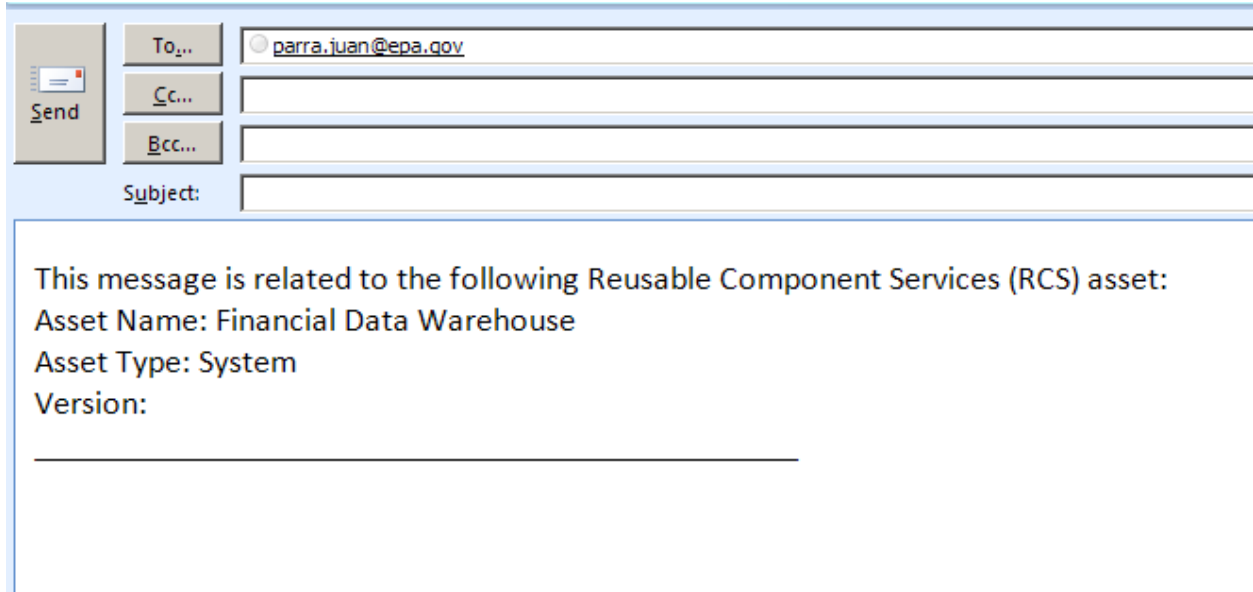 To...
parra.juan@epa.gov
Cc...
Send
Bcc...
Subject:
This message is related to the following Reusable Component Services (RCS) asset:
Asset Name: Financial Data Warehouse
Asset Type: System
Version: